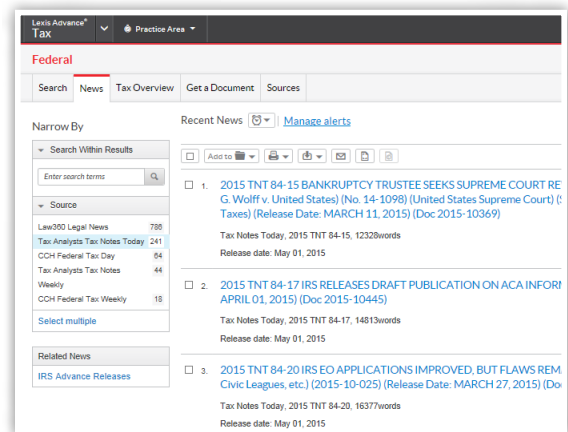 Lexis Advance®
Tax
Practice Area
Federal
Search News Tax Overview Get a Document Sources
Narrow By
Search Within Results
Enter search terms
Source
Law360 Legal News 786
Tax Analysts Tax Notes Today 241
CCH Federal Tax Day 64
Tax Analysts Tax Notes 44
Weekly
CCH Federal Tax Weekly 18
Select multiple
Related News
IRS Advance Releases
Recent News Manage alerts
Add to
1. 2015 TNT 84-15 BANKRUPTCY TRUSTEE SEEKS SUPREME COURT RE
G. Wolff v. United States) (No. 14-1098) (United States Supreme Court) (
Taxes) (Release Date: MARCH 11, 2015) (Doc 2015-10369)
Tax Notes Today, 2015 TNT 84-15, 12328words
Release date: May 01, 2015
2. 2015 TNT 84-17 IRS RELEASES DRAFT PUBLICATION ON ACA INFOR
APRIL 01, 2015) (Doc 2015-10445)
Tax Notes Today, 2015 TNT 84-17, 14813words
Release date: May 01, 2015
3. 2015 TNT 84-20 IRS EO APPLICATIONS IMPROVED, BUT FLAWS REM
Civic Leagues, etc.) (2015-10-025) (Release Date: MARCH 27, 2015) (Do
Tax Notes Today, 2015 TNT 84-20, 16377words
Release date: May 01, 2015